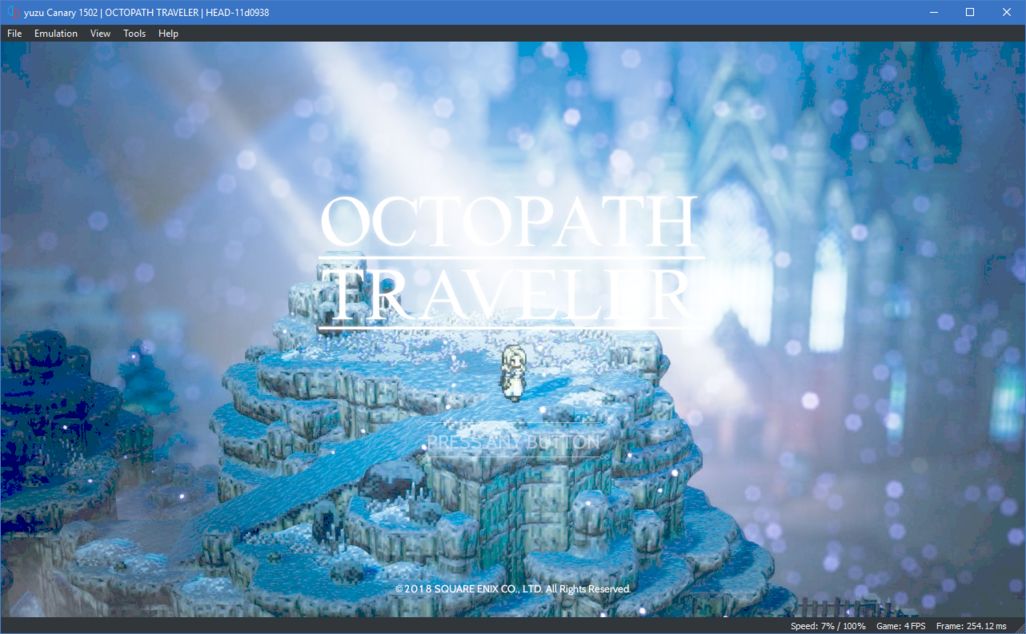 yuzu Canary 1502 | OCTOPATH TRAVELER | HEAD-11d0938
File Emulation View Tools Help
OCTOPATH
TRAVELER
PRESS ANY BUTTON
©2018 SQUARE ENIX CO., LTD. All Rights Reserved.
Speed: 7% / 100% Game: 4 FPS Frame: 254.12 ms